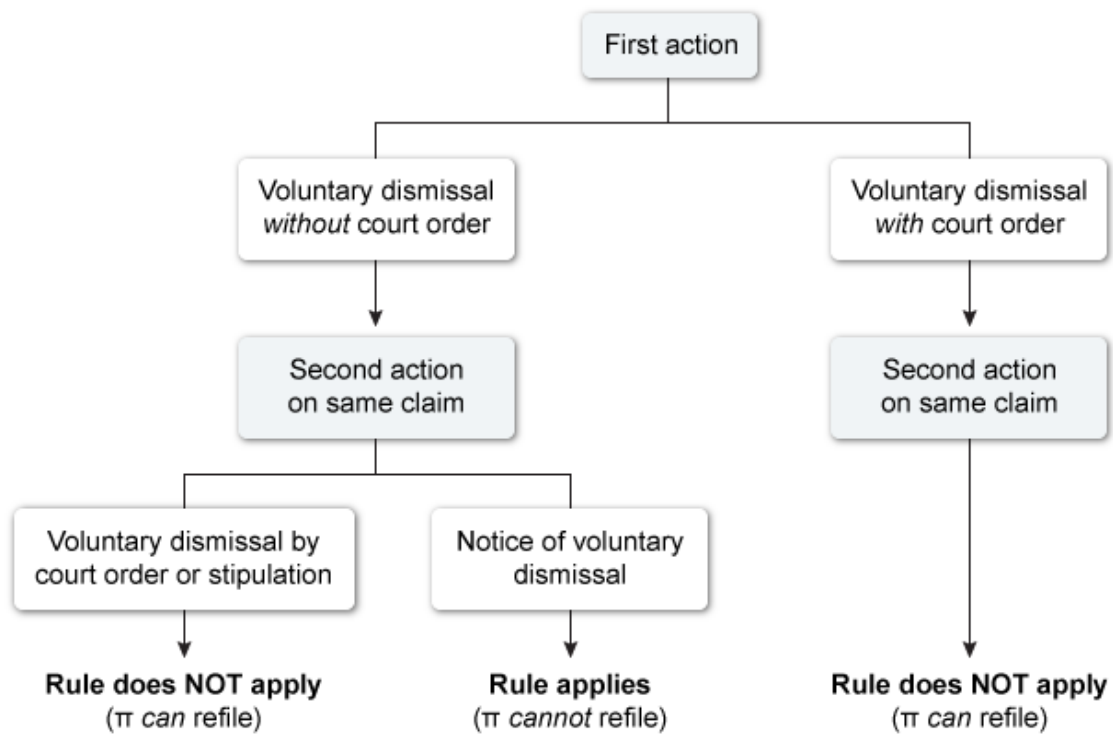 First action
Voluntary dismissal
without court order
Voluntary dismissal
with court order
Second action
on same claim
Second action
on same claim
Voluntary dismissal by
court order or stipulation
Notice of voluntary
dismissal
Rule does NOT apply
(π can refile)
Rule applies
(π cannot refile)
Rule does NOT apply
(π can refile)